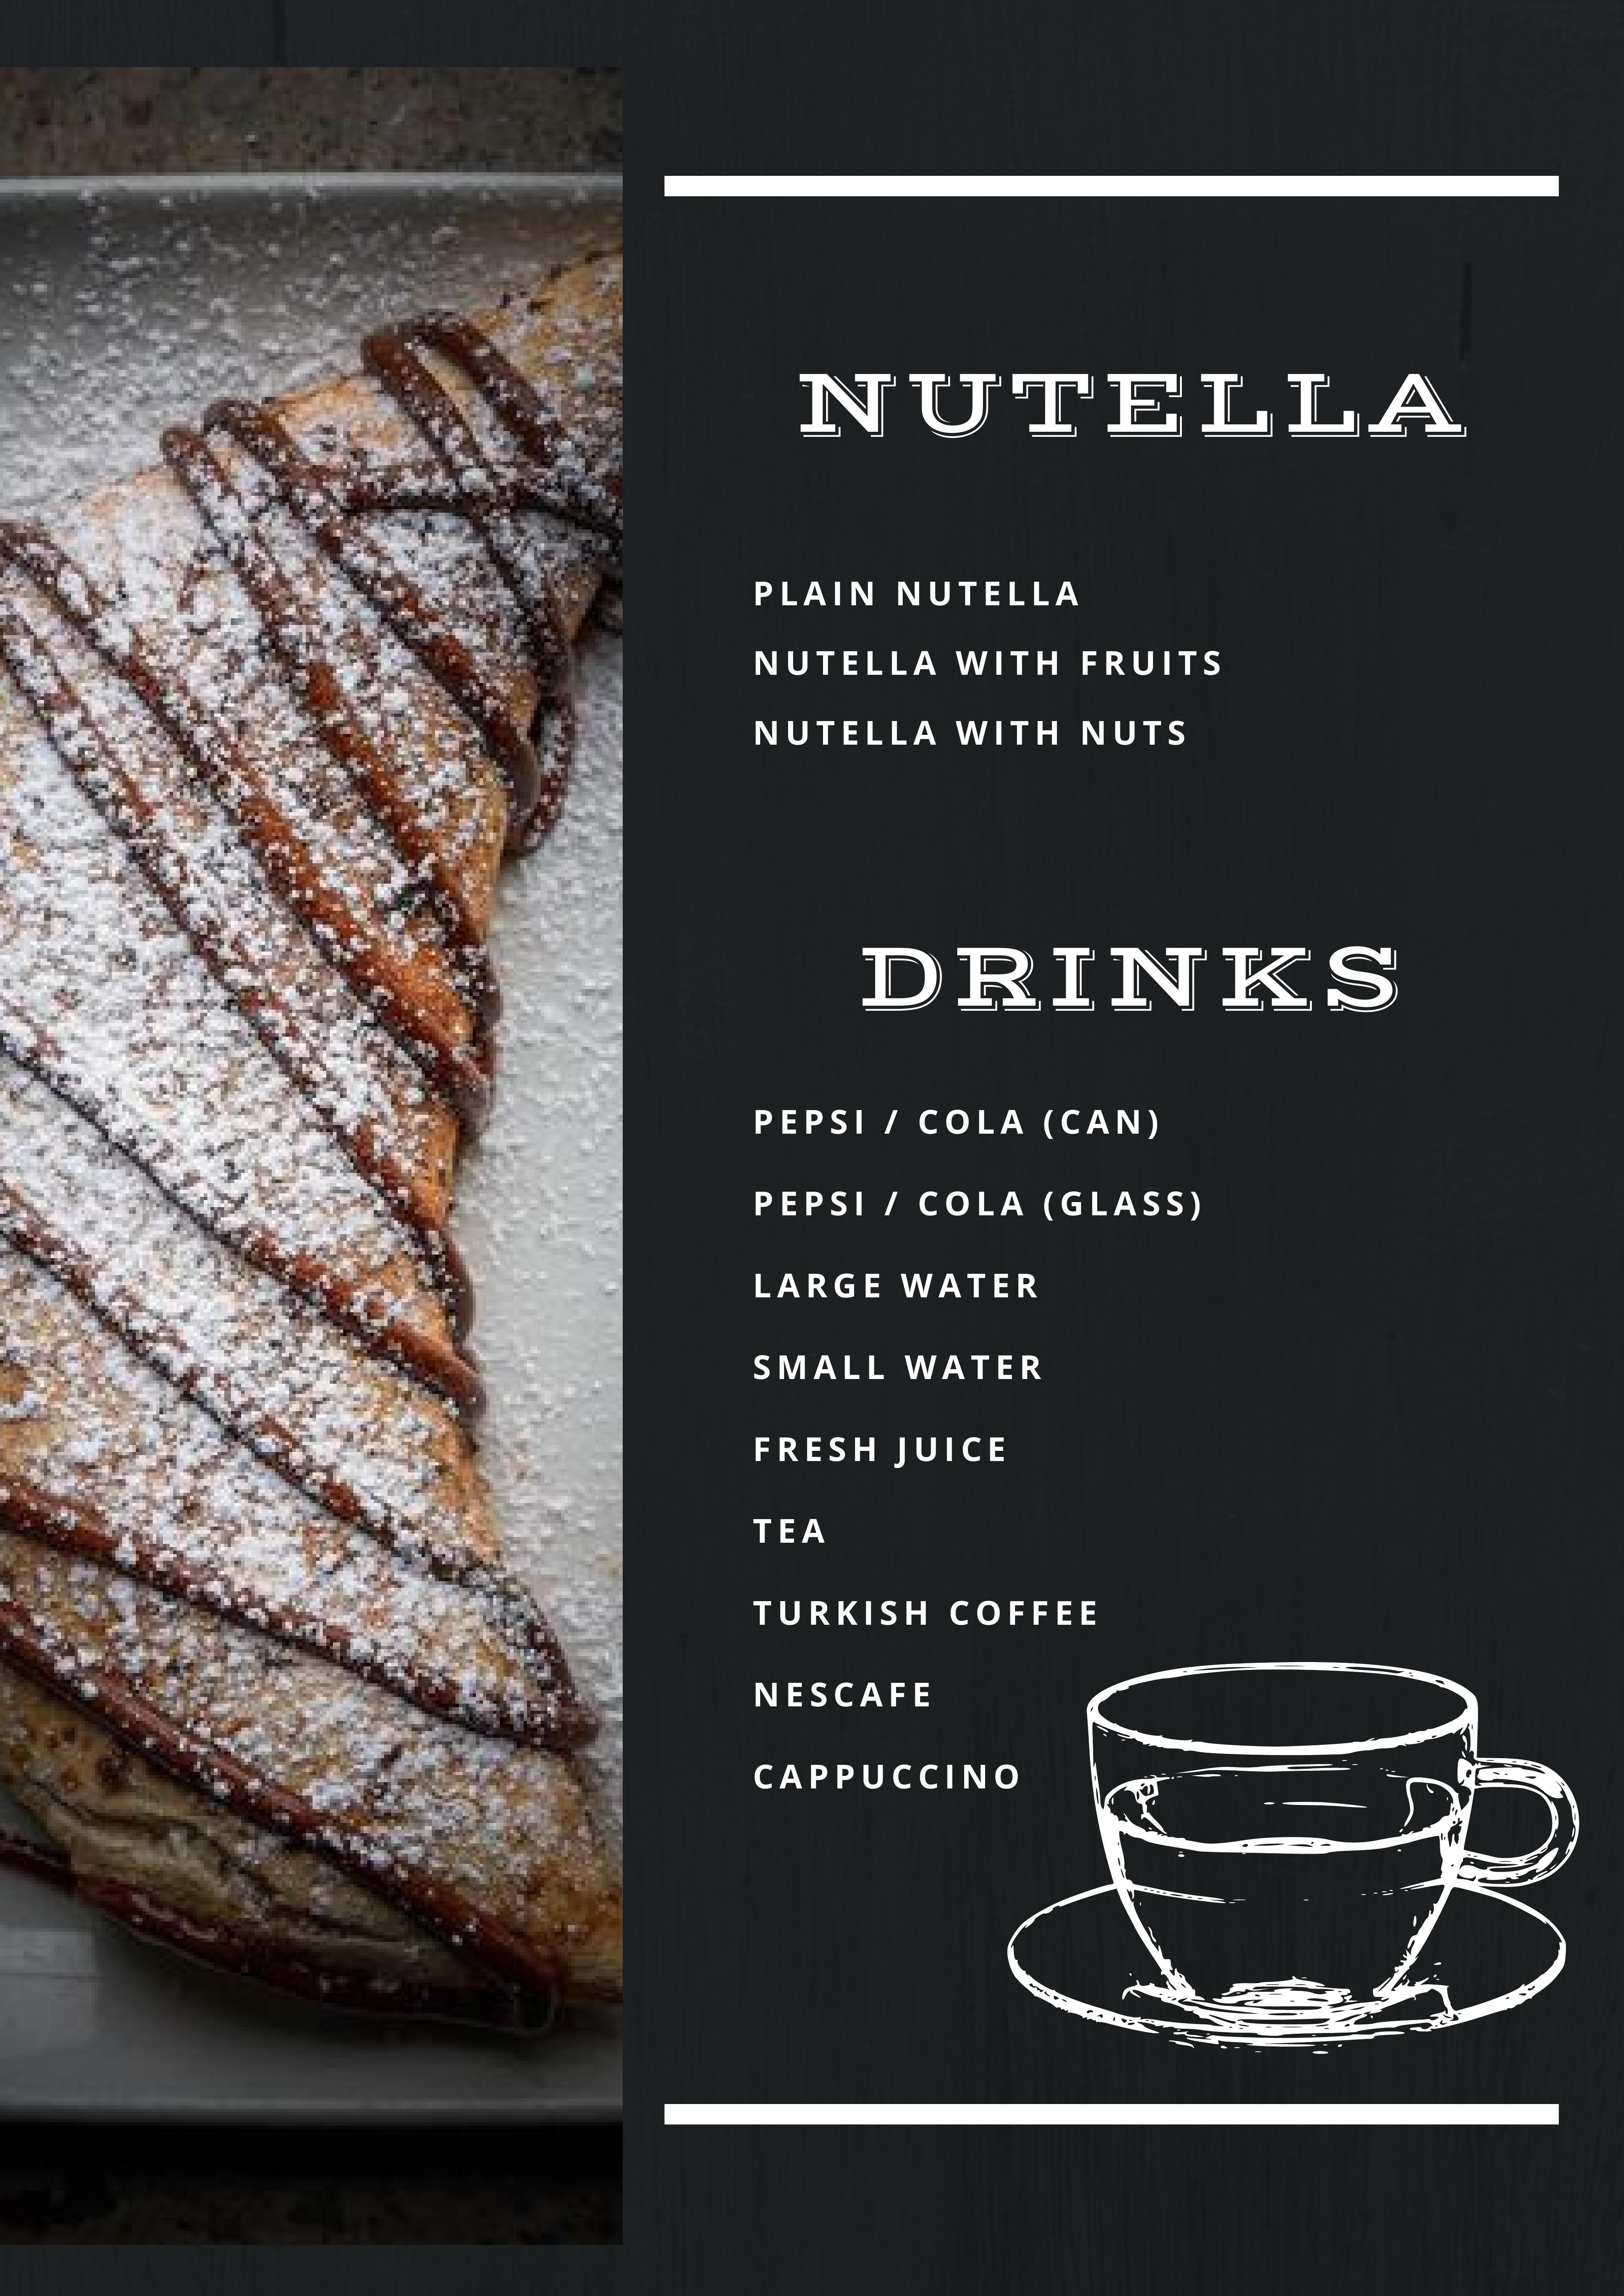 NUTELLA
PLAIN NUTELLA
NUTELLA WITH FRUITS
NUTELLA WITH NUTS
DRINKS
PEPSI / COLA (CAN)
PEPSI / COLA (GLASS)
LARGE WATER
SMALL WATER
FRESH JUICE
TEA
TURKISH COFFEE
NESCAFE
CAPPUCCINO